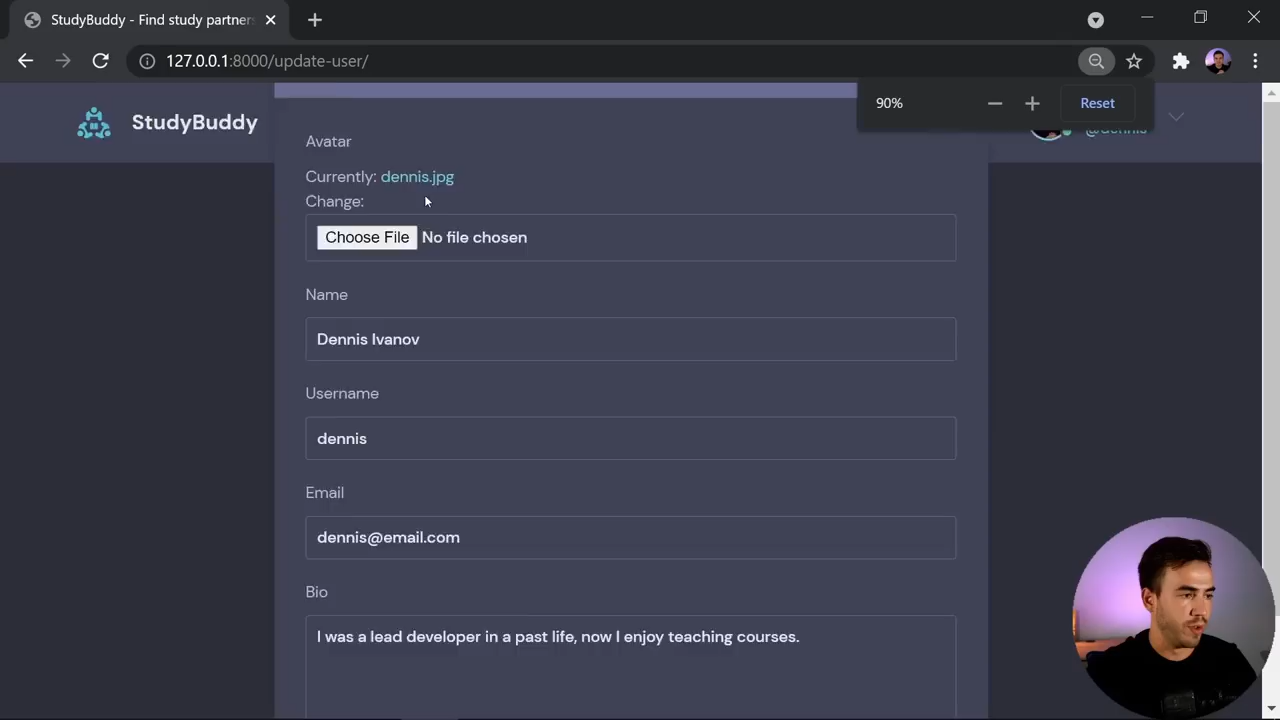 StudyBuddy - Find study partners
127.0.0.1:8000/update-user/
90%
Reset
StudyBuddy
@dennis
Avatar
Currently: dennis.jpg
Change:
Choose File No file chosen
Name
Dennis Ivanov
Username
dennis
Email
dennis@email.com
Bio
I was a lead developer in a past life, now I enjoy teaching courses.